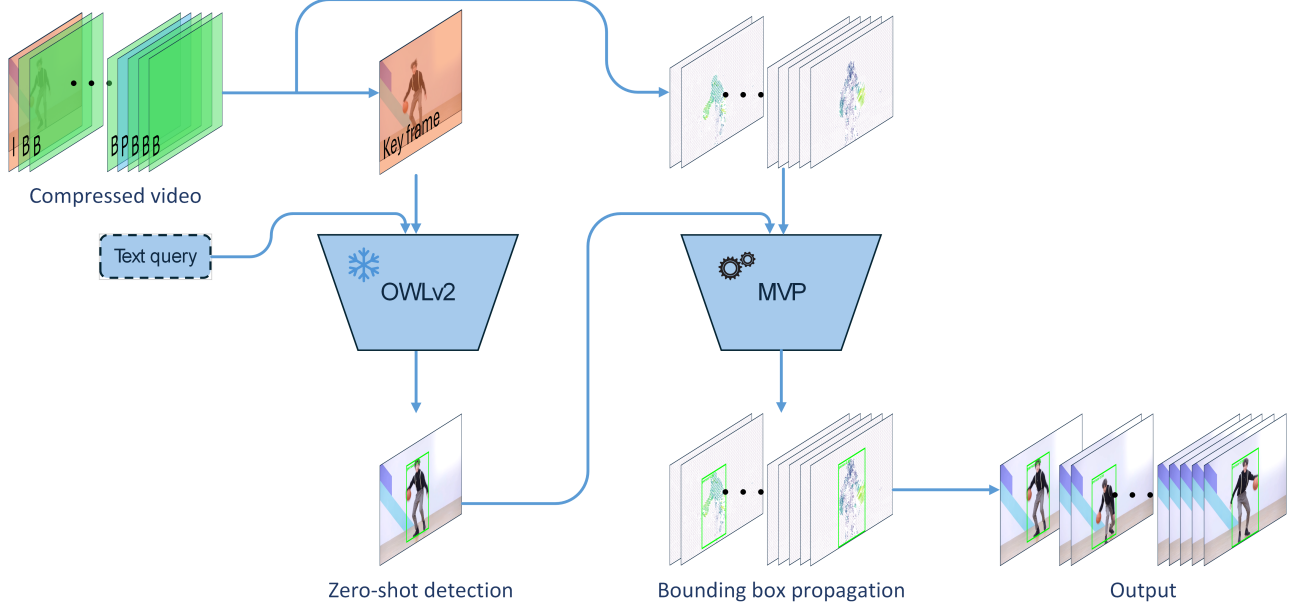 I B B
B P B B B
Key frame
Compressed video
Text query
OWLv2
MVP
Zero-shot detection
Bounding box propagation
Output